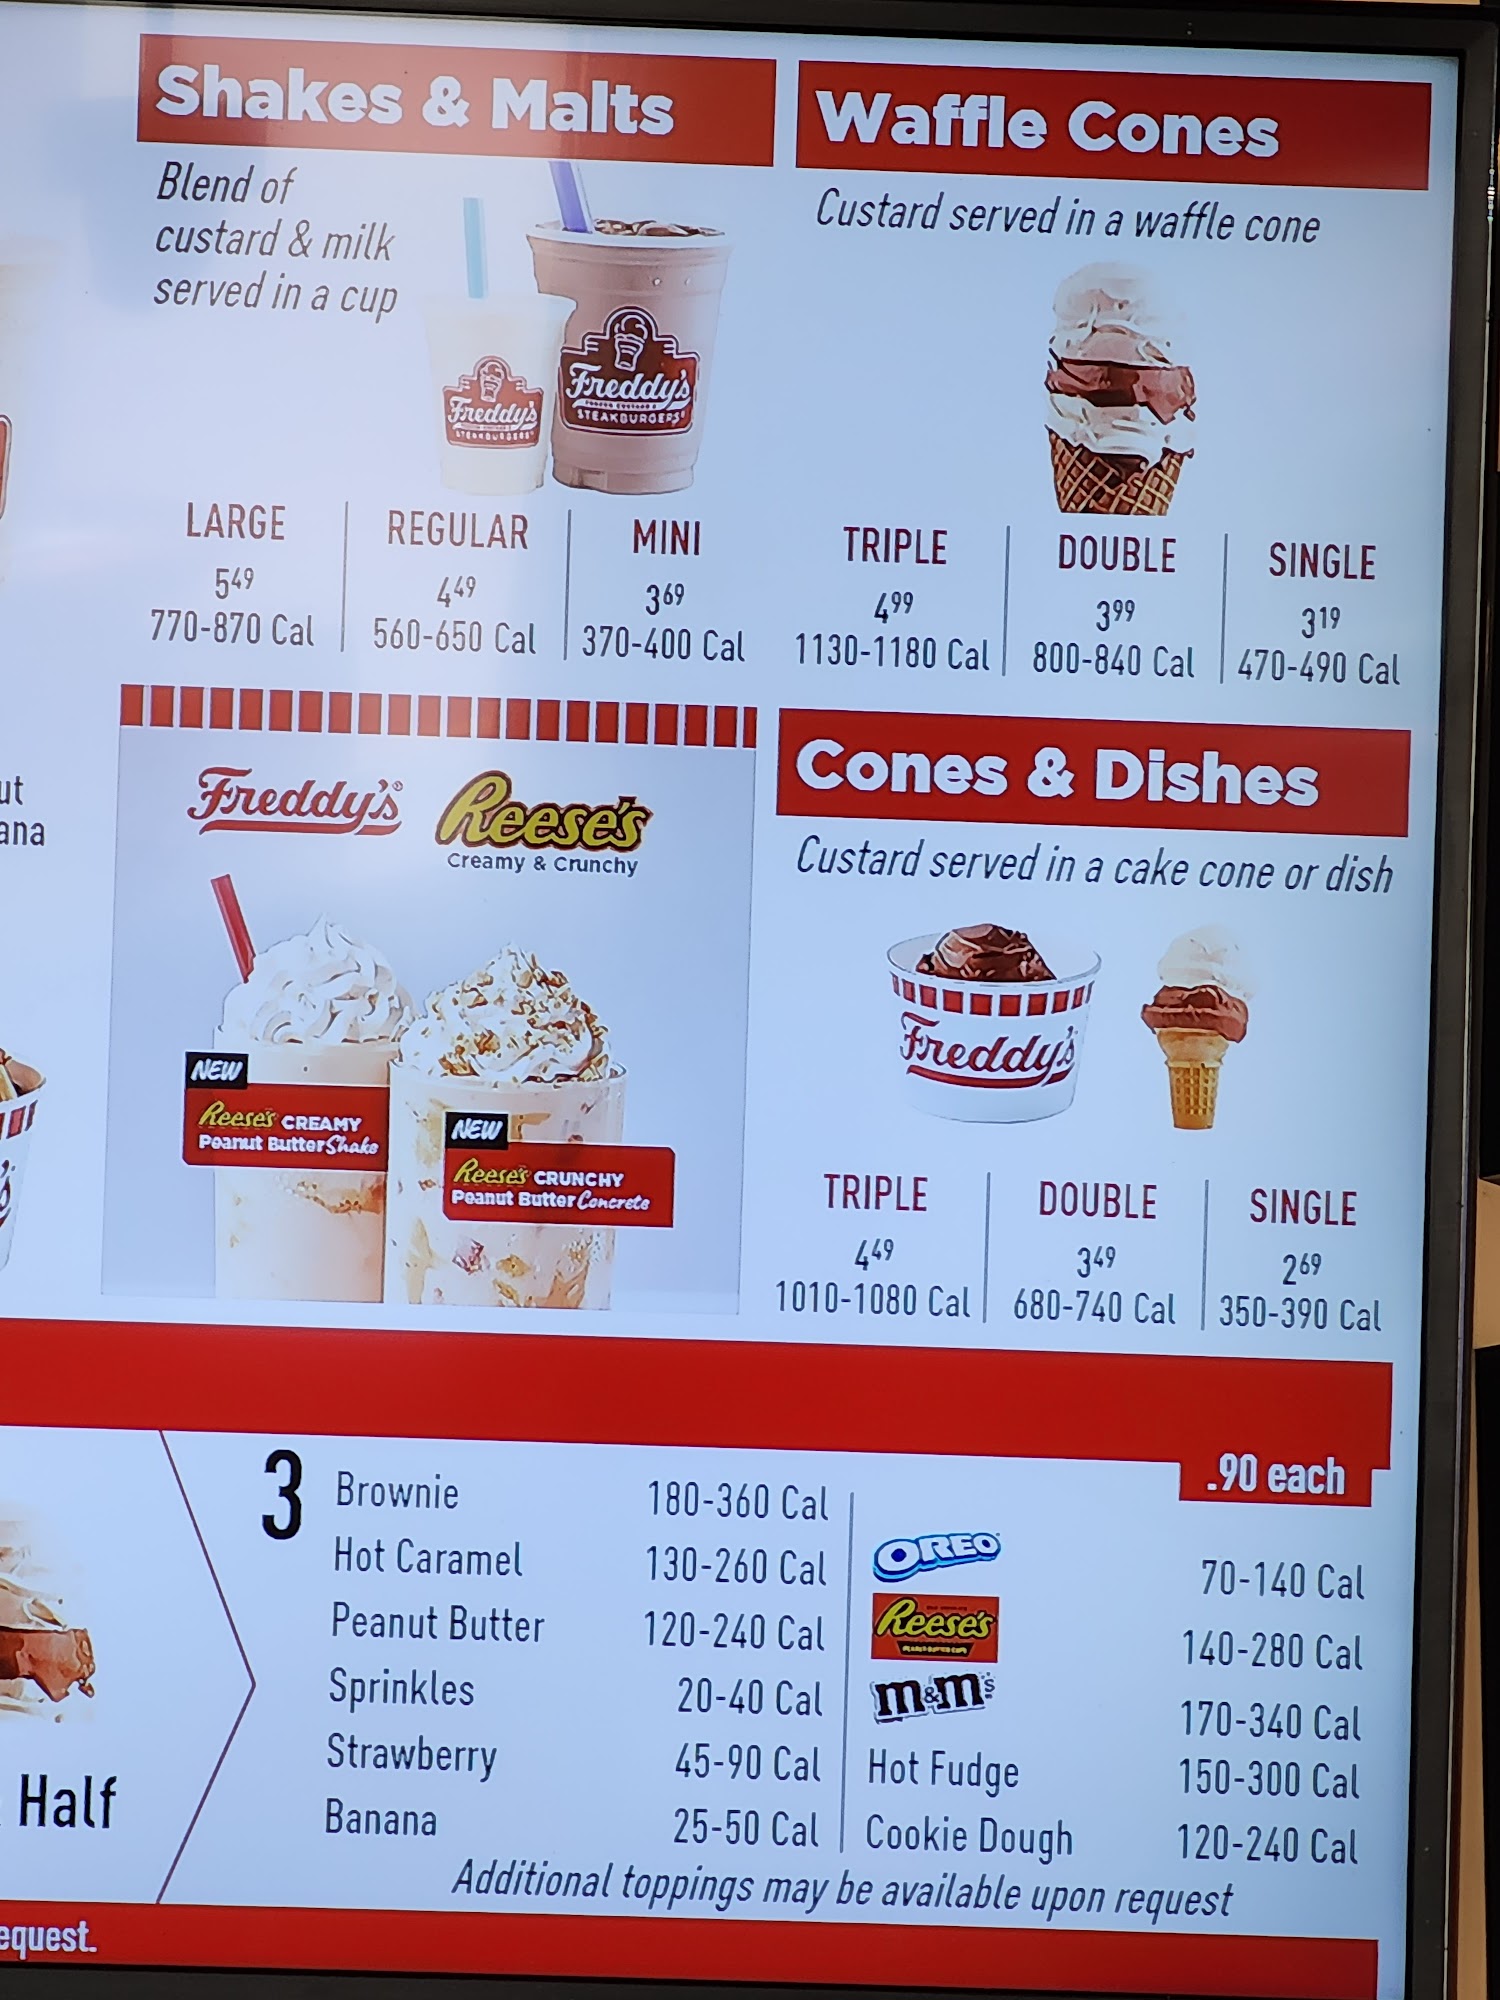 Shakes & Malts
Blend of
custard & milk
served in a cup
Freddy's
STEAKBURGERS
Freddy's
STEAKBURGERS
LARGE
5⁴⁹
770-870 Cal
REGULAR
4⁴⁹
560-650 Cal
MINI
3⁶⁹
370-400 Cal
Waffle Cones
Custard served in a waffle cone
TRIPLE
4⁹⁹
1130-1180 Cal
DOUBLE
3⁹⁹
800-840 Cal
SINGLE
3¹⁹
470-490 Cal
Freddy's®
Reese's
Creamy & Crunchy
NEW
Reese's CREAMY
Peanut Butter Shake
NEW
Reese's CRUNCHY
Peanut Butter Concrete
Cones & Dishes
Custard served in a cake cone or dish
Freddy's
TRIPLE
4⁴⁹
1010-1080 Cal
DOUBLE
3⁴⁹
680-740 Cal
SINGLE
2⁶⁹
350-390 Cal
ut
ana
Half
.90 each
3
Brownie 180-360 Cal
Hot Caramel 130-260 Cal
Peanut Butter 120-240 Cal
Sprinkles 20-40 Cal
Strawberry 45-90 Cal
Banana 25-50 Cal
OREO 70-140 Cal
Reese's 140-280 Cal
m&m's 170-340 Cal
Hot Fudge 150-300 Cal
Cookie Dough 120-240 Cal
Additional toppings may be available upon request
equest.